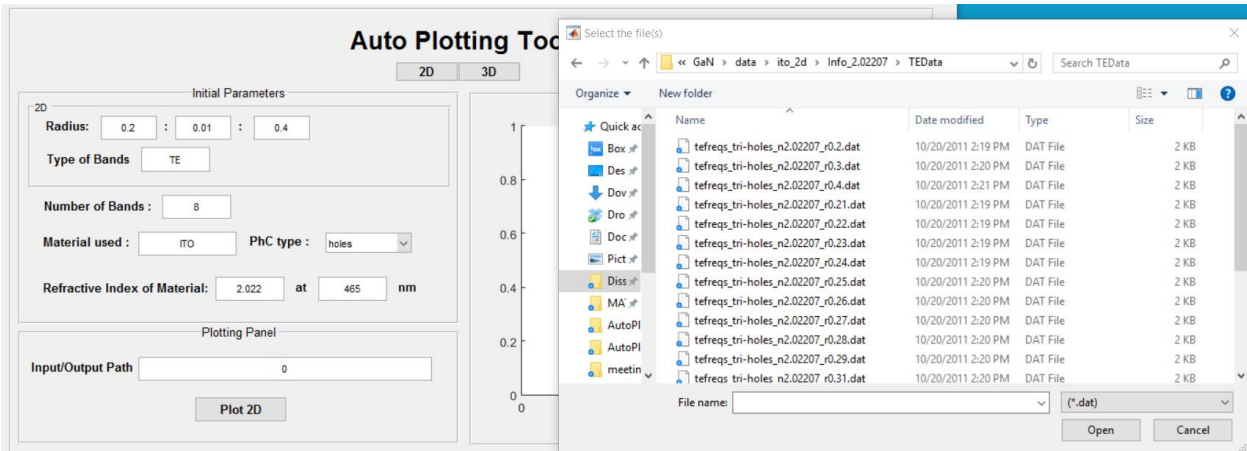 Auto Plotting Too
2D 3D
Initial Parameters
2D
Radius: 0.2 : 0.01 : 0.4
Type of Bands TE
Number of Bands : 8
Material used : ITO PhC type : holes
Refractive Index of Material: 2.022 at 465 nm
Plotting Panel
Input/Output Path 0
Plot 2D
1
0.8
0.6
0.4
0.2
0
0
Select the file(s)
« GaN > data > ito_2d > Info_2.02207 > TEData Search TEData
Organize New folder
Name Date modified Type Size
Quick ac
Box
Des
Dov
Dro
Doc
Pict
Diss
MA
AutoPl
AutoPl
meetin
tefreqs_tri-holes_n2.02207_r0.2.dat 10/20/2011 2:19 PM DAT File 2 KB
tefreqs_tri-holes_n2.02207_r0.3.dat 10/20/2011 2:20 PM DAT File 2 KB
tefreqs_tri-holes_n2.02207_r0.4.dat 10/20/2011 2:21 PM DAT File 2 KB
tefreqs_tri-holes_n2.02207_r0.21.dat 10/20/2011 2:19 PM DAT File 2 KB
tefreqs_tri-holes_n2.02207_r0.22.dat 10/20/2011 2:19 PM DAT File 2 KB
tefreqs_tri-holes_n2.02207_r0.23.dat 10/20/2011 2:19 PM DAT File 2 KB
tefreqs_tri-holes_n2.02207_r0.24.dat 10/20/2011 2:19 PM DAT File 2 KB
tefreqs_tri-holes_n2.02207_r0.25.dat 10/20/2011 2:20 PM DAT File 2 KB
tefreqs_tri-holes_n2.02207_r0.26.dat 10/20/2011 2:20 PM DAT File 2 KB
tefreqs_tri-holes_n2.02207_r0.27.dat 10/20/2011 2:20 PM DAT File 2 KB
tefreqs_tri-holes_n2.02207_r0.28.dat 10/20/2011 2:20 PM DAT File 2 KB
tefreqs_tri-holes_n2.02207_r0.29.dat 10/20/2011 2:20 PM DAT File 2 KB
tefreqs_tri-holes_n2.02207_r0.31.dat 10/20/2011 2:20 PM DAT File 2 KB
File name: (*.dat)
Open Cancel